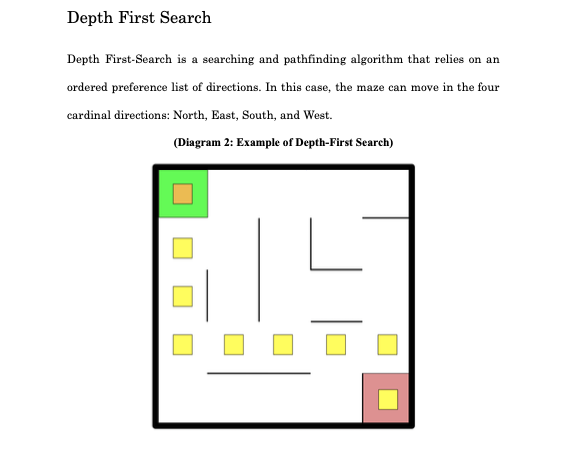 Depth First Search
Depth First-Search is a searching and pathfinding algorithm that relies on an
ordered preference list of directions. In this case, the maze can move in the four
cardinal directions: North, East, South, and West.
(Diagram 2: Example of Depth-First Search)